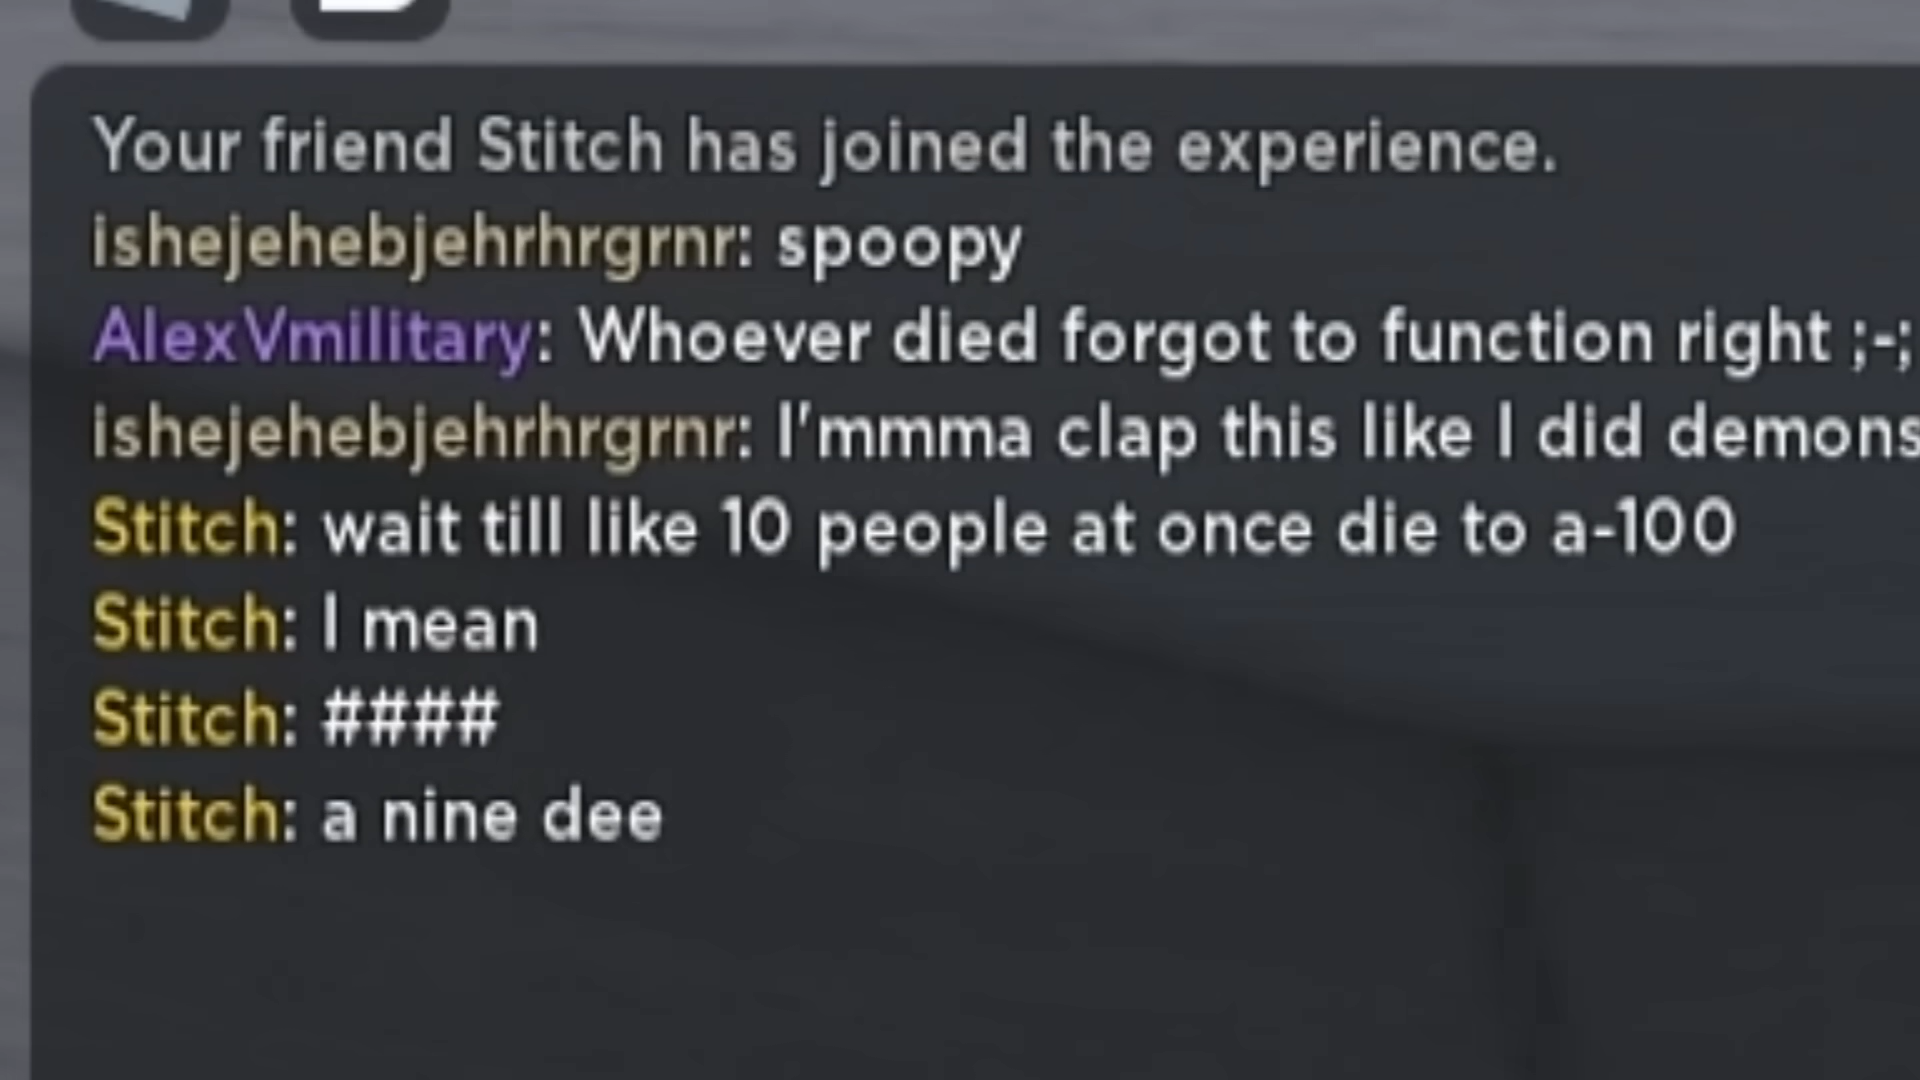 Your friend Stitch has joined the experience.
ishejehebjehrhrgrnr: spoopy
AlexVmilitary: Whoever died forgot to function right ;-;
ishejehebjehrhrgrnr: I'mmma clap this like I did demons
Stitch: wait till like 10 people at once die to a-100
Stitch: I mean
Stitch: ####
Stitch: a nine dee